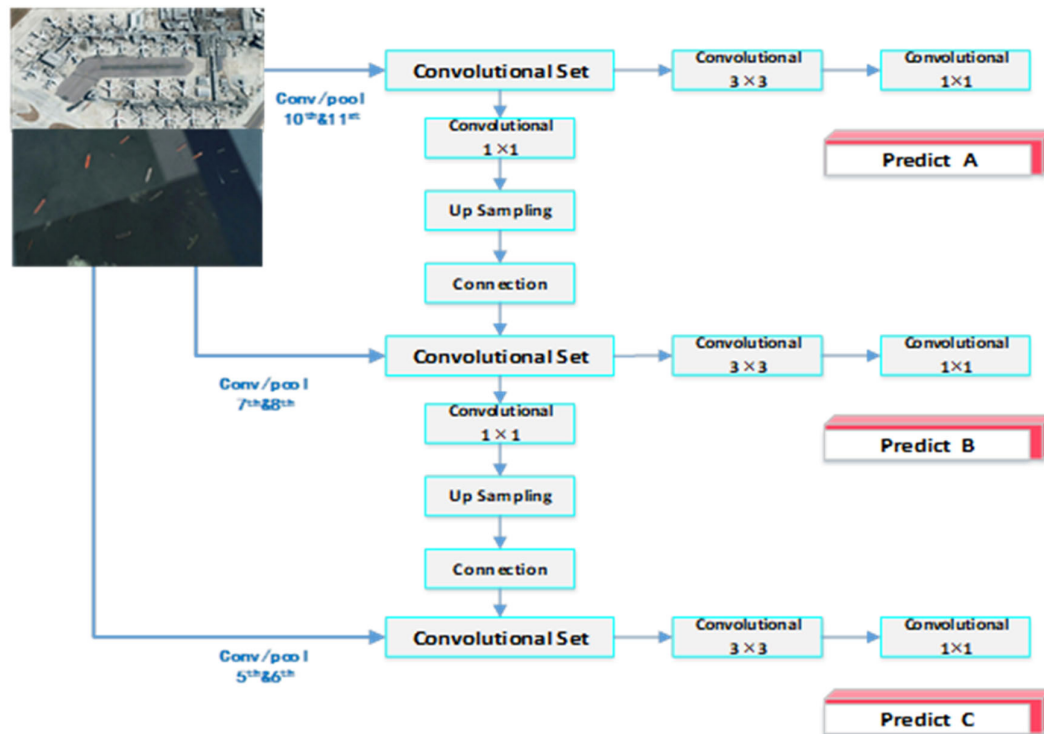 Convolutional Set
Convolutional
3×3
Convolutional
1×1
Conv/pool
10th&11st
Convolutional
1×1
Predict A
Up Sampling
Connection
Convolutional Set
Convolutional
3×3
Convolutional
1×1
Conv/pool
7th&8th
Convolutional
1×1
Predict B
Up Sampling
Connection
Convolutional Set
Convolutional
3×3
Convolutional
1×1
Conv/pool
5th&6th
Predict C